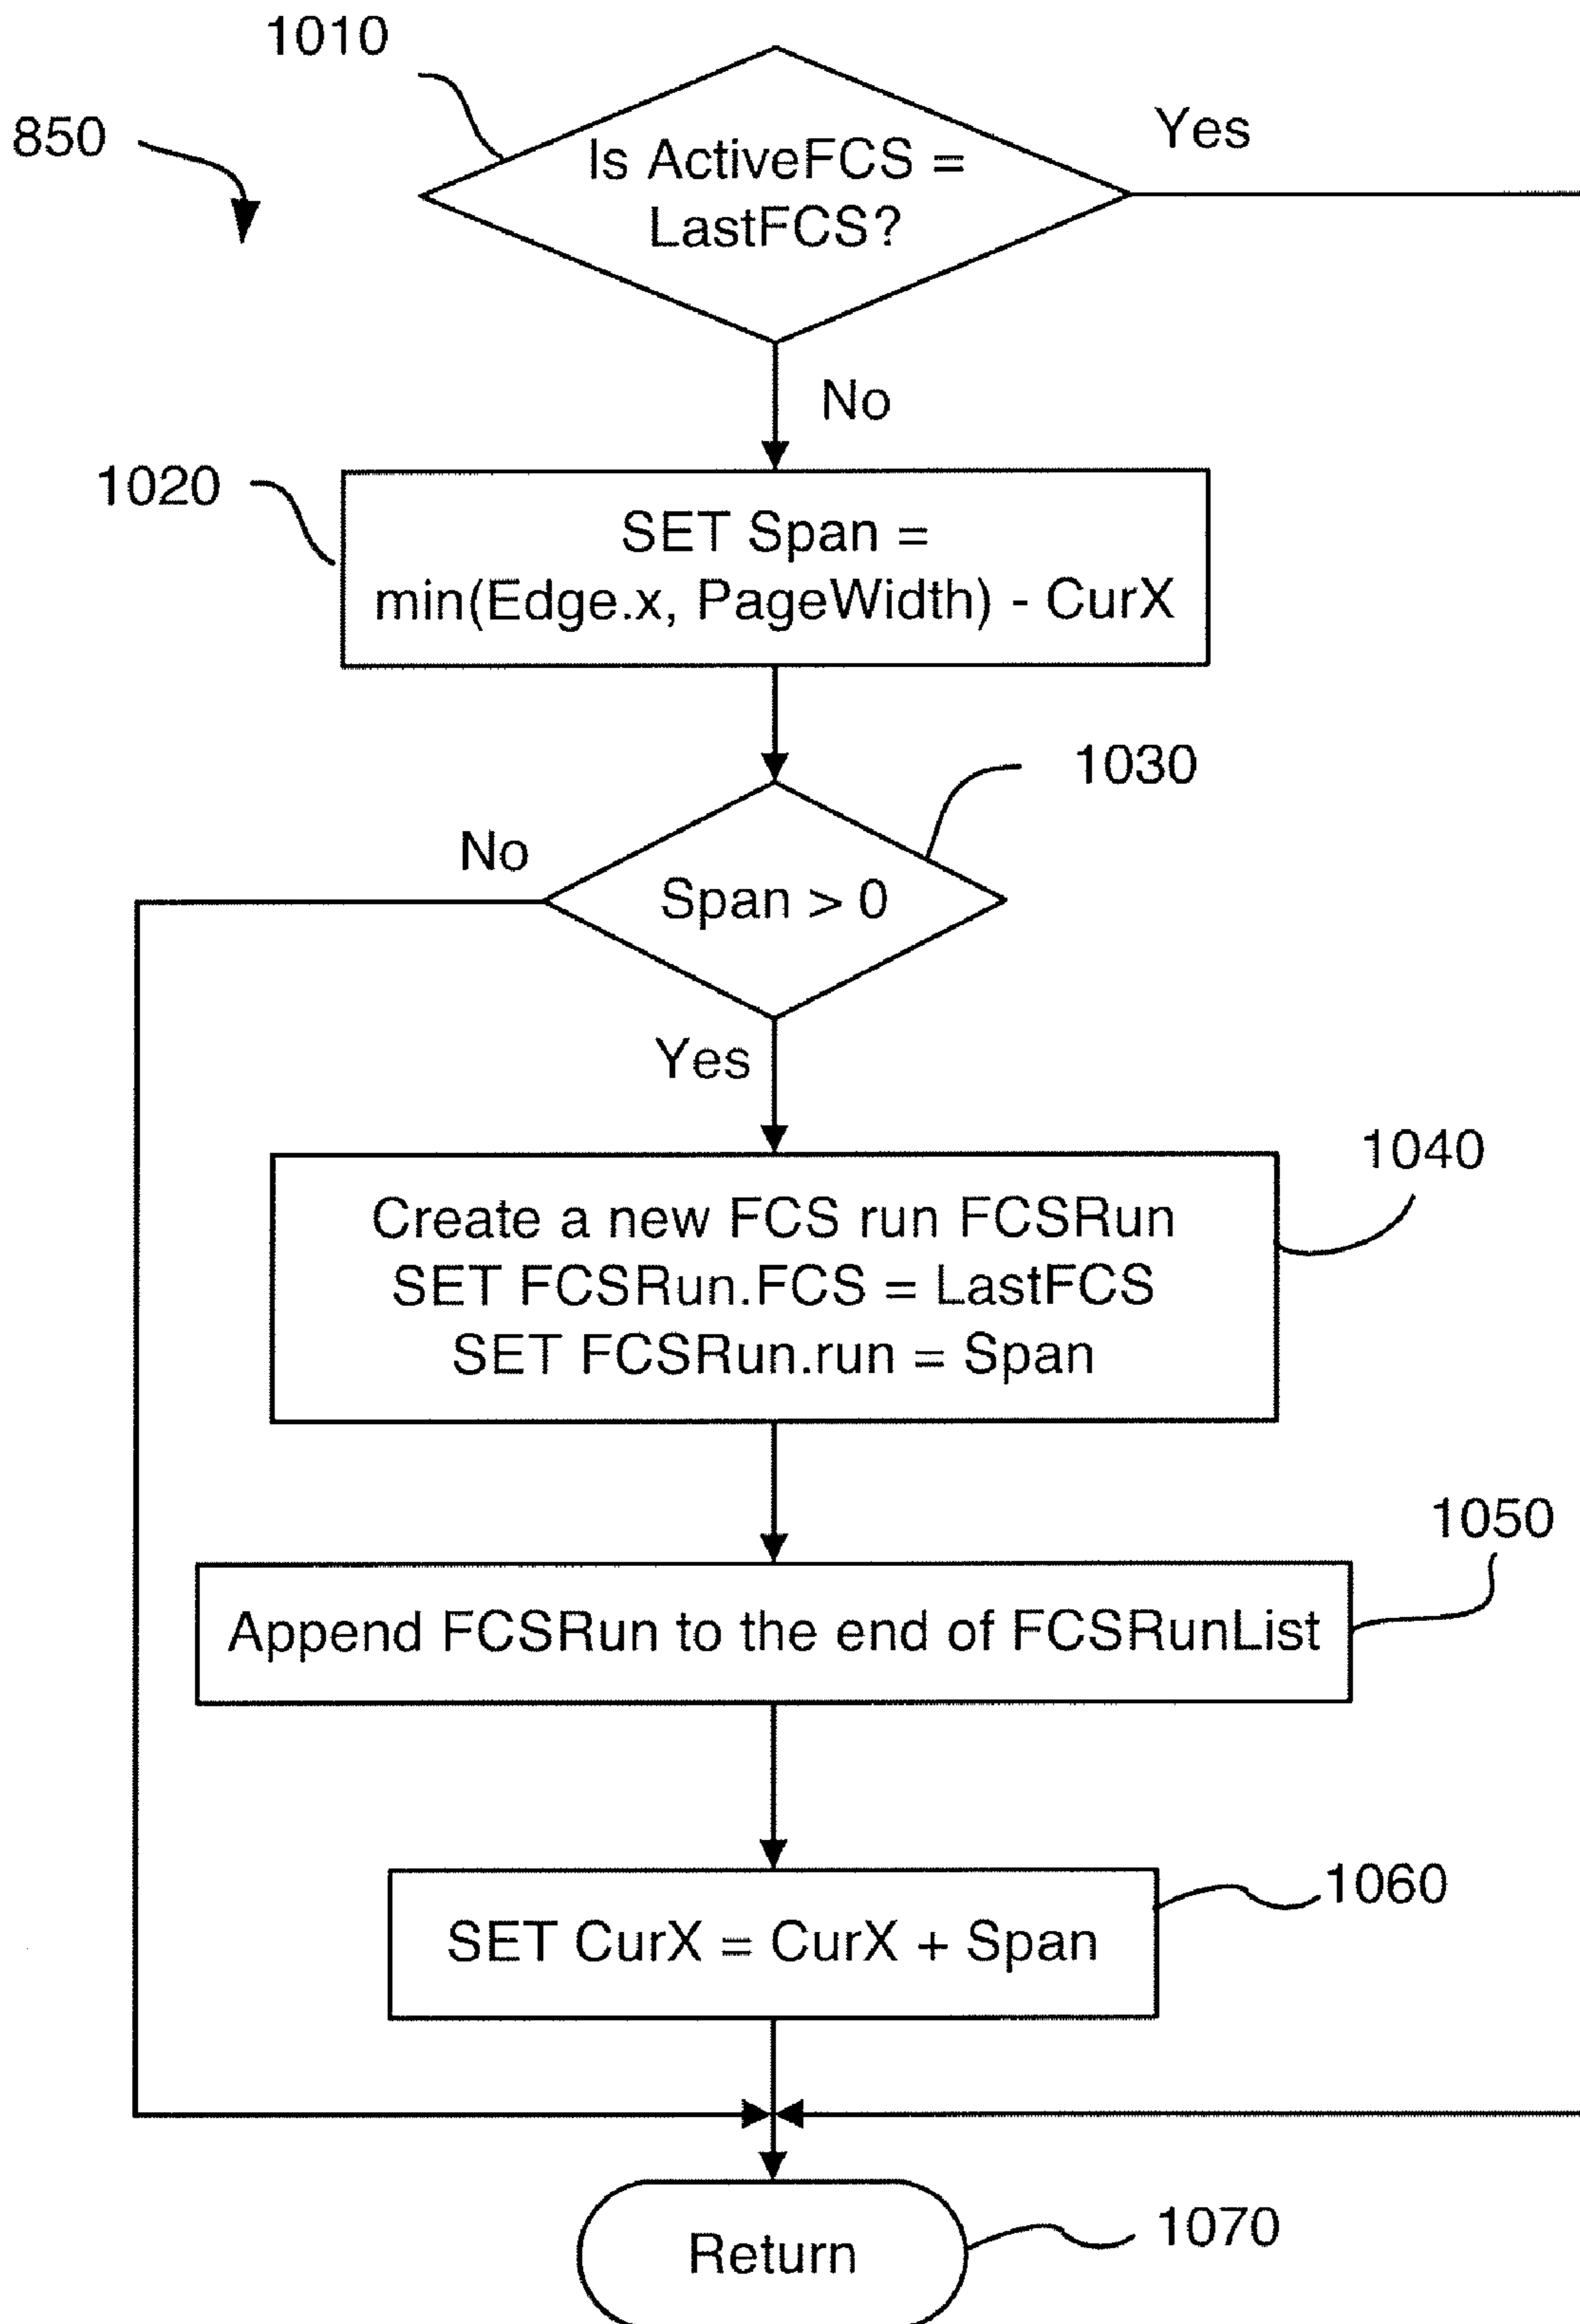 1010
850
Yes
Is ActiveFCS =
LastFCS?
No
1020
SET Span =
min(Edge.x, PageWidth) - CurX
1030
No
Span > 0
Yes
1040
Create a new FCS run FCSRun
SET FCSRun.FCS = LastFCS
SET FCSRun.run = Span
1050
Append FCSRun to the end of FCSRunList
1060
SET CurX = CurX + Span
Return
1070